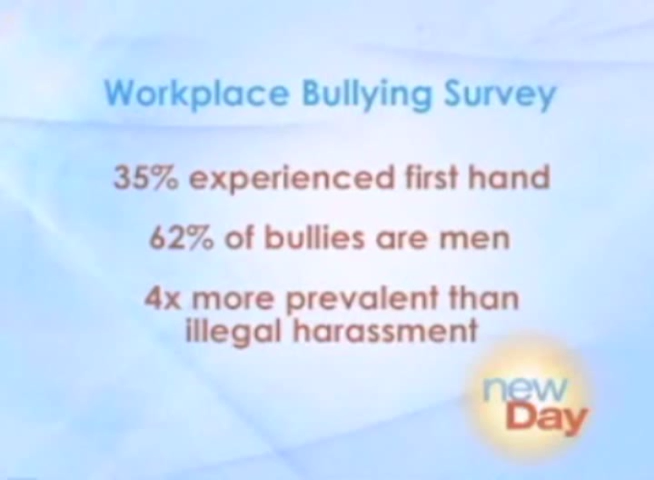 Workplace Bullying Survey
35% experienced first hand
62% of bullies are men
4x more prevalent than
illegal harassment
new
Day